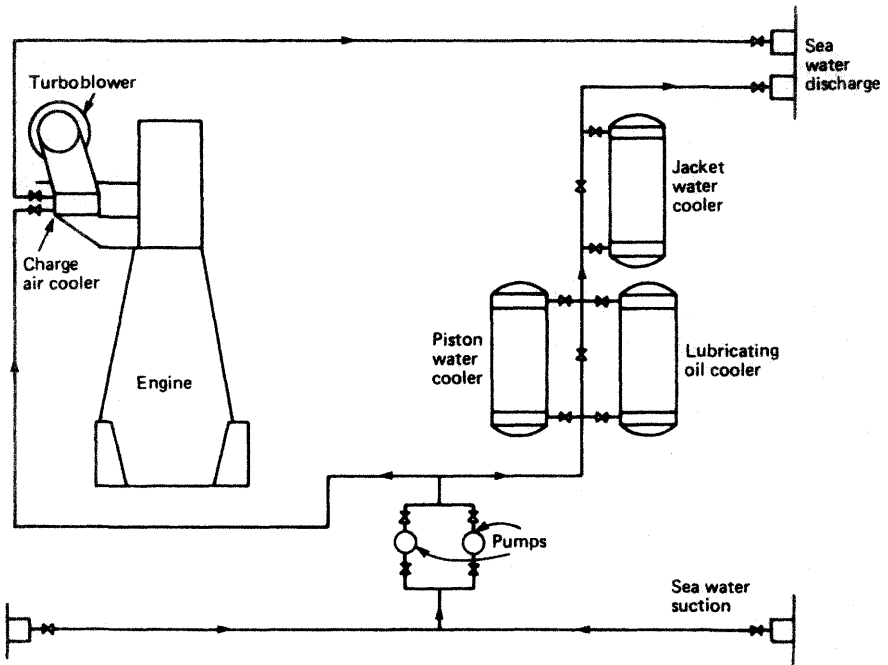 Turboblower
Sea
water
discharge
Jacket
water
cooler
Charge
air cooler
Piston
water
cooler
Lubricating
oil cooler
Engine
Pumps
Sea water
suction